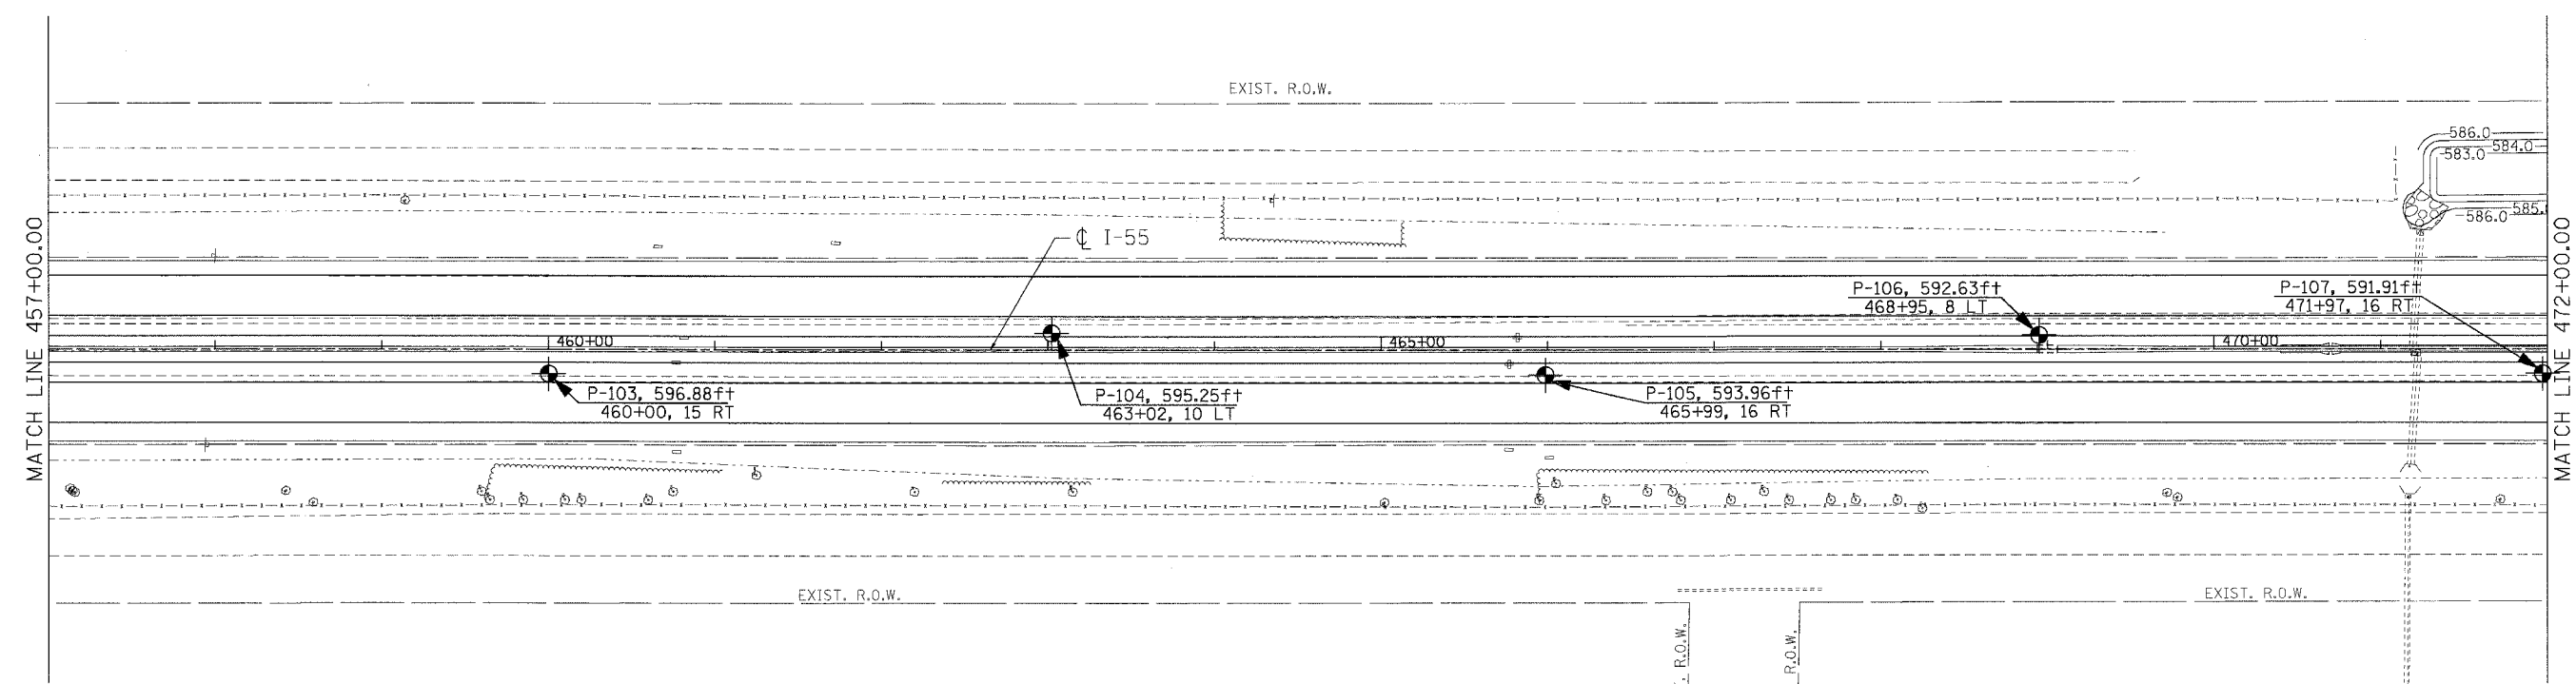 EXIST. R.O.W.
586.0
584.0
583.0
586.0
585.
MATCH LINE 457+00.00
℄ I-55
P-106, 592.63ft
468+95, 8 LT
P-107, 591.91ft
471+97, 16 RT
MATCH LINE 472+00.00
460+00
465+00
470+00
P-103, 596.88ft
460+00, 15 RT
P-104, 595.25ft
463+02, 10 LT
P-105, 593.96ft
465+99, 16 RT
EXIST. R.O.W.
EXIST. R.O.W.
R.O.W.
R.O.W.